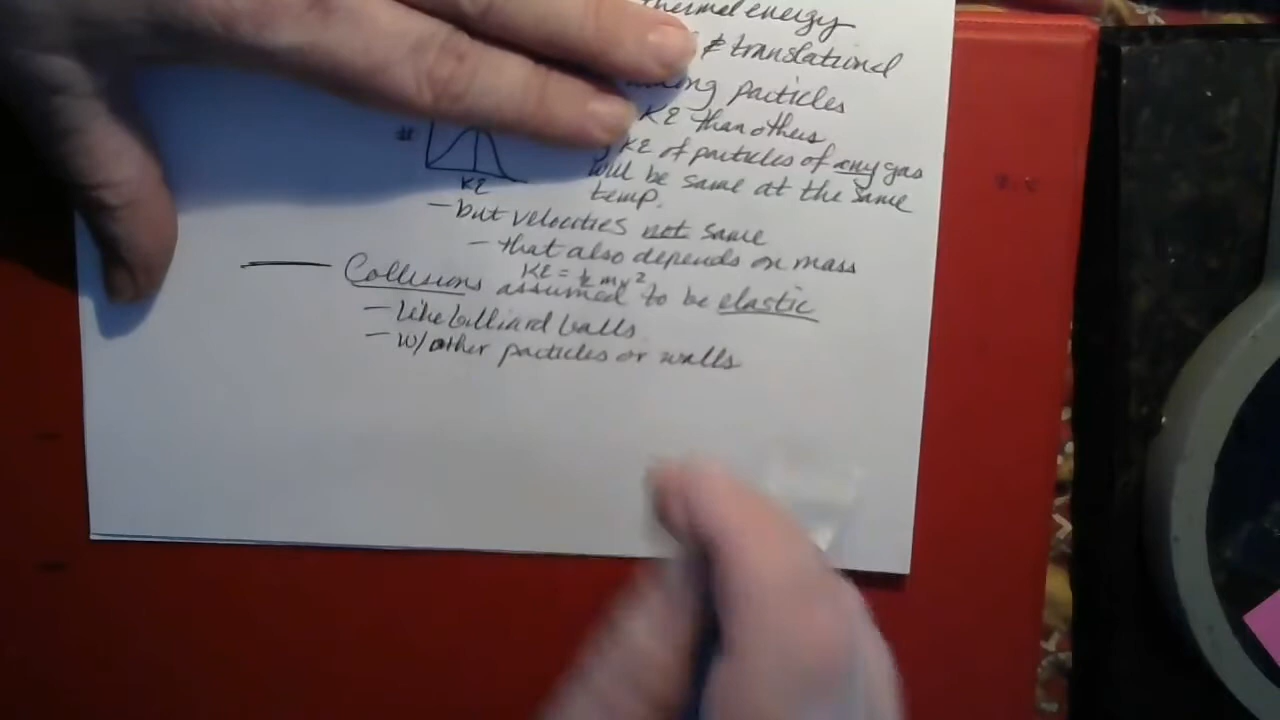 thermal energy
& translational
particles
KE than others
# KE of particles of any gas
will be same at the same
KE temp.
- but velocities not same
- that also depends on mass
KE = ½ mv²
Collisions assumed to be elastic
- like billiard balls
- w/ other particles or walls